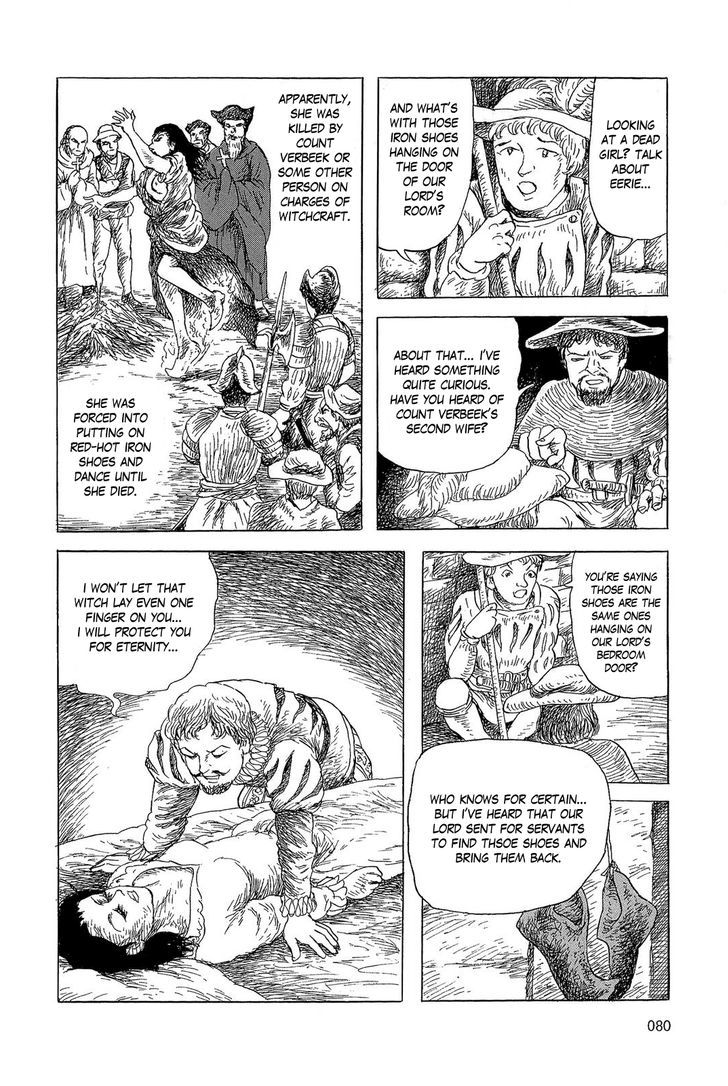 LOOKING
AT A DEAD
GIRL? TALK
ABOUT
EERIE...
AND WHAT'S
WITH THOSE
IRON SHOES
HANGING ON
THE DOOR
OF OUR
LORD'S
ROOM?
ABOUT THAT... I'VE
HEARD SOMETHING
QUITE CURIOUS.
HAVE YOU HEARD OF
COUNT VERBEEK'S
SECOND WIFE?
APPARENTLY,
SHE WAS
KILLED BY
COUNT
VERBEEK OR
SOME OTHER
PERSON ON
CHARGES OF
WITCHCRAFT.
SHE WAS
FORCED INTO
PUTTING ON
RED-HOT IRON
SHOES AND
DANCE UNTIL
SHE DIED.
YOU'RE SAYING
THOSE IRON
SHOES ARE THE
SAME ONES
HANGING ON
OUR LORD'S
BEDROOM
DOOR?
WHO KNOWS FOR CERTAIN...
BUT I'VE HEARD THAT OUR
LORD SENT FOR SERVANTS
TO FIND THSOE SHOES AND
BRING THEM BACK.
I WON'T LET THAT
WITCH LAY EVEN ONE
FINGER ON YOU...
I WILL PROTECT YOU
FOR ETERNITY...
080